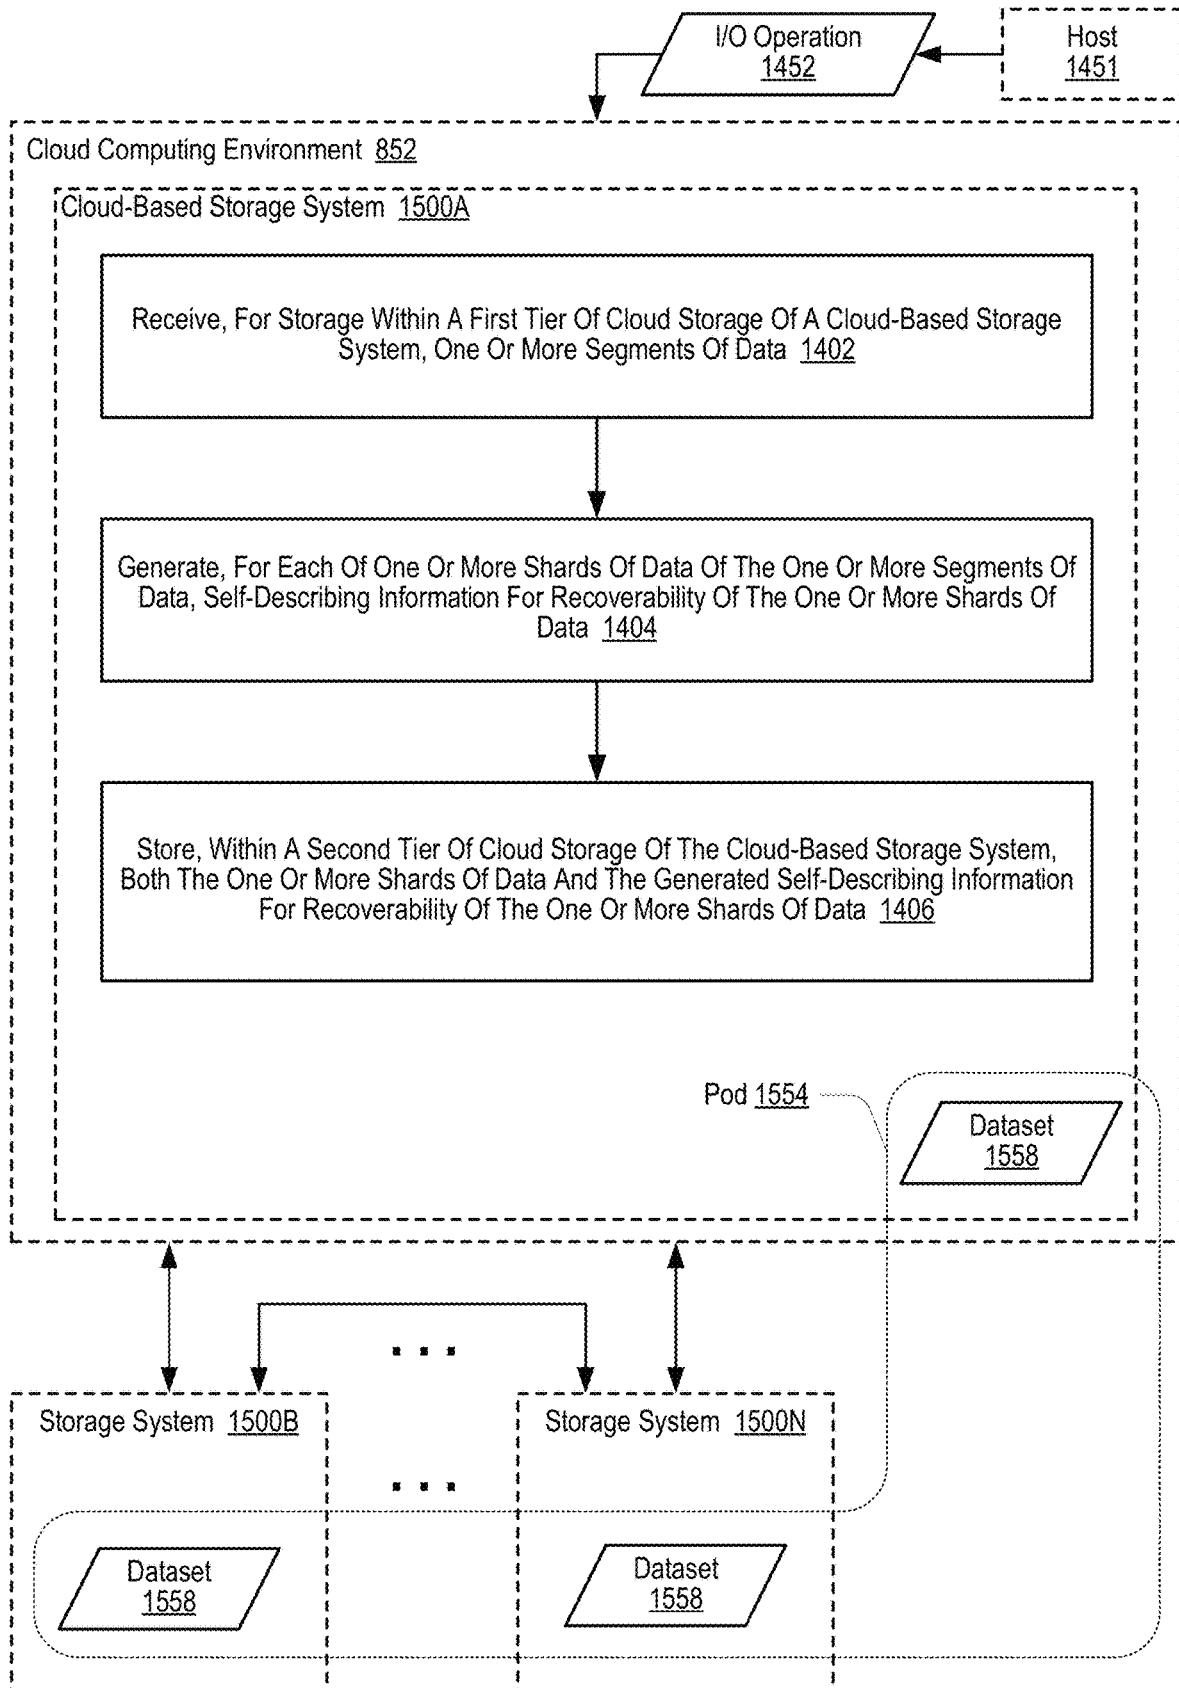 I/O Operation
1452
Host
1451
Cloud Computing Environment 852
Cloud-Based Storage System 1500A
Receive, For Storage Within A First Tier Of Cloud Storage Of A Cloud-Based Storage
System, One Or More Segments Of Data 1402
Generate, For Each Of One Or More Shards Of Data Of The One Or More Segments Of
Data, Self-Describing Information For Recoverability Of The One Or More Shards Of
Data 1404
Store, Within A Second Tier Of Cloud Storage Of The Cloud-Based Storage System,
Both The One Or More Shards Of Data And The Generated Self-Describing Information
For Recoverability Of The One Or More Shards Of Data 1406
Pod 1554
Dataset
1558
. . .
Storage System 1500B
Storage System 1500N
. . .
Dataset
1558
Dataset
1558